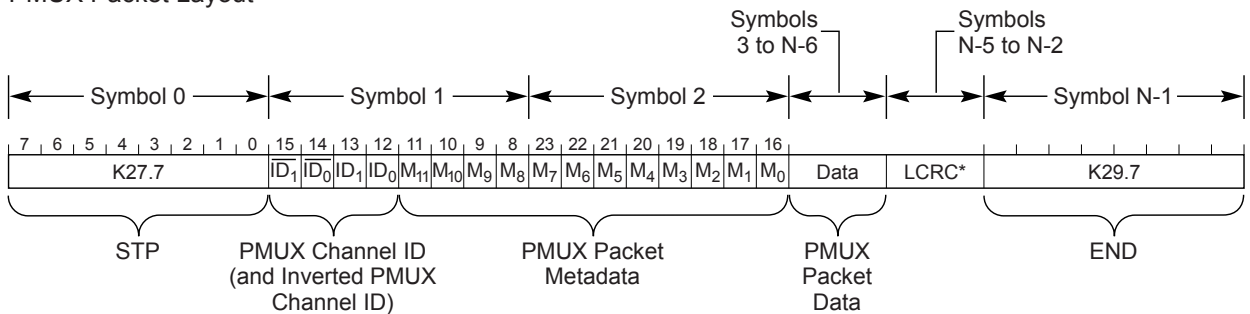 PMUX Packet Layout
Symbols
3 to N-6
Symbols
N-5 to N-2
Symbol 0
Symbol 1
Symbol 2
Symbol N-1
7 6 5 4 3 2 1 0 15 14 13 12 11 10 9 8 23 22 21 20 19 18 17 16
K27.7 I̅D̅₁ I̅D̅₀ ID₁ ID₀ M₁₁ M₁₀ M₉ M₈ M₇ M₆ M₅ M₄ M₃ M₂ M₁ M₀ Data LCRC* K29.7
STP
PMUX Channel ID
(and Inverted PMUX
Channel ID)
PMUX Packet
Metadata
PMUX
Packet
Data
END